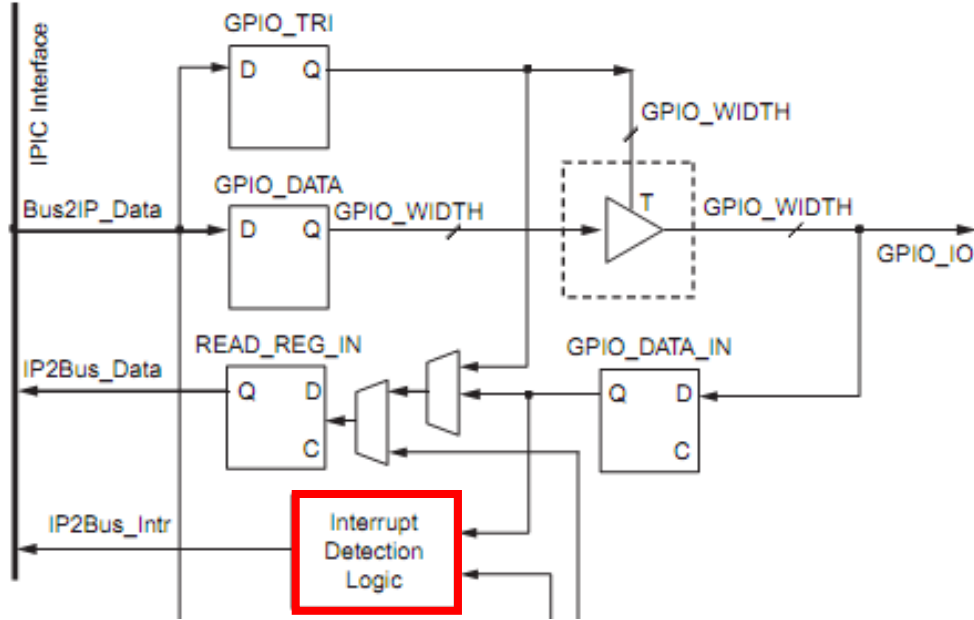 GPIO_TRI
IPIC Interface
D Q
GPIO_WIDTH
GPIO_DATA
T
Bus2IP_Data
GPIO_WIDTH
GPIO_WIDTH
D Q
GPIO_IO
READ_REG_IN
GPIO_DATA_IN
IP2Bus_Data
Q D
Q D
C
C
IP2Bus_Intr
Interrupt
Detection
Logic